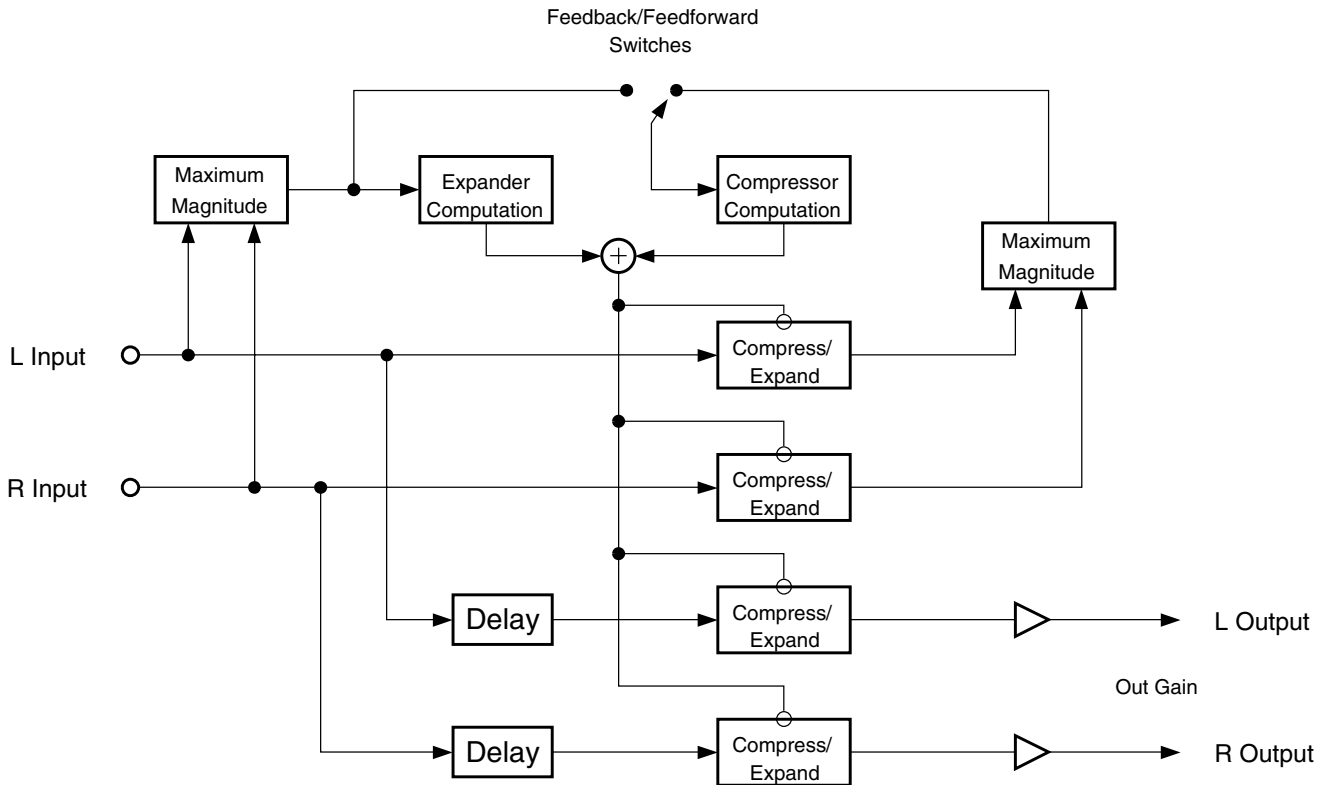 Feedback/Feedforward
Switches
Maximum
Magnitude
Expander
Computation
Compressor
Computation
+
Maximum
Magnitude
Compress/
Expand
L Input
Compress/
Expand
R Input
Delay
Compress/
Expand
L Output
Out Gain
Delay
Compress/
Expand
R Output